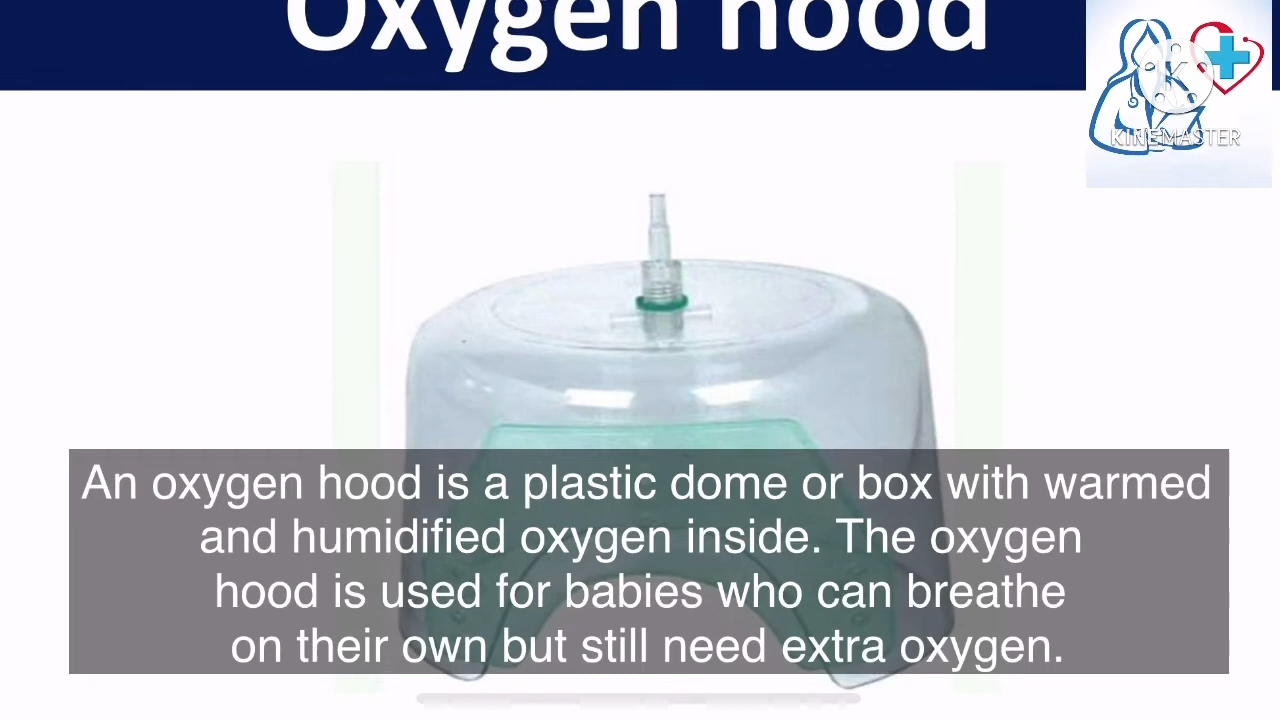 Oxygen hood
KINEMASTER
An oxygen hood is a plastic dome or box with warmed
and humidified oxygen inside. The oxygen
hood is used for babies who can breathe
on their own but still need extra oxygen.